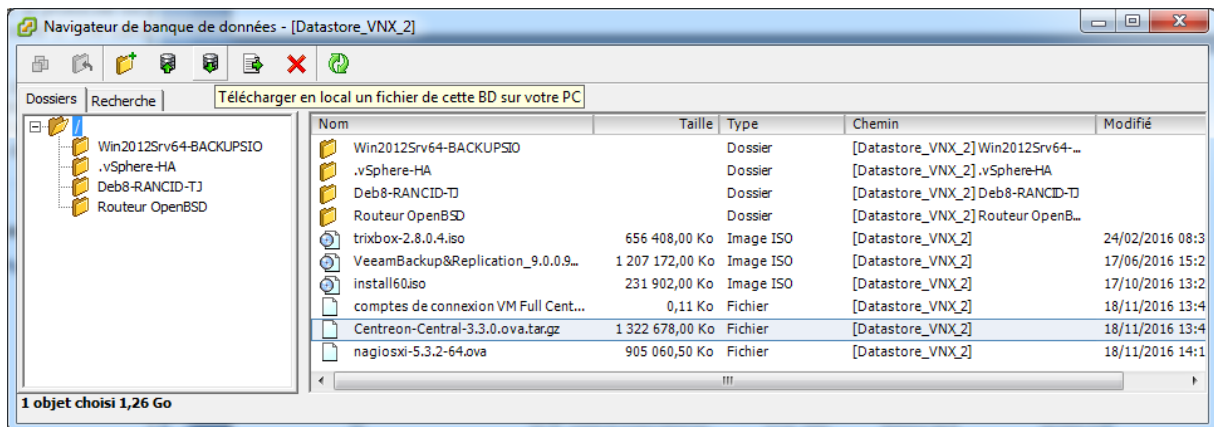 Navigateur de banque de données - [Datastore_VNX_2]
Dossiers Recherche
Télécharger en local un fichier de cette BD sur votre PC
/
Win2012Srv64-BACKUPSIO
.vSphere-HA
Deb8-RANCID-TJ
Routeur OpenBSD
Nom Taille Type Chemin Modifié
Win2012Srv64-BACKUPSIO Dossier [Datastore_VNX_2] Win2012Srv64-...
.vSphere-HA Dossier [Datastore_VNX_2] .vSphere-HA
Deb8-RANCID-TJ Dossier [Datastore_VNX_2] Deb8-RANCID-TJ
Routeur OpenBSD Dossier [Datastore_VNX_2] Routeur OpenB...
trixbox-2.8.0.4.iso 656 408,00 Ko Image ISO [Datastore_VNX_2] 24/02/2016 08:3
VeeamBackup&Replication_9.0.0.9... 1 207 172,00 Ko Image ISO [Datastore_VNX_2] 17/06/2016 15:2
install60.iso 231 902,00 Ko Image ISO [Datastore_VNX_2] 17/10/2016 13:2
comptes de connexion VM Full Cent... 0,11 Ko Fichier [Datastore_VNX_2] 18/11/2016 13:4
Centreon-Central-3.3.0.ova.tar.gz 1 322 678,00 Ko Fichier [Datastore_VNX_2] 18/11/2016 13:4
nagiosxi-5.3.2-64.ova 905 060,50 Ko Fichier [Datastore_VNX_2] 18/11/2016 14:1
1 objet choisi 1,26 Go